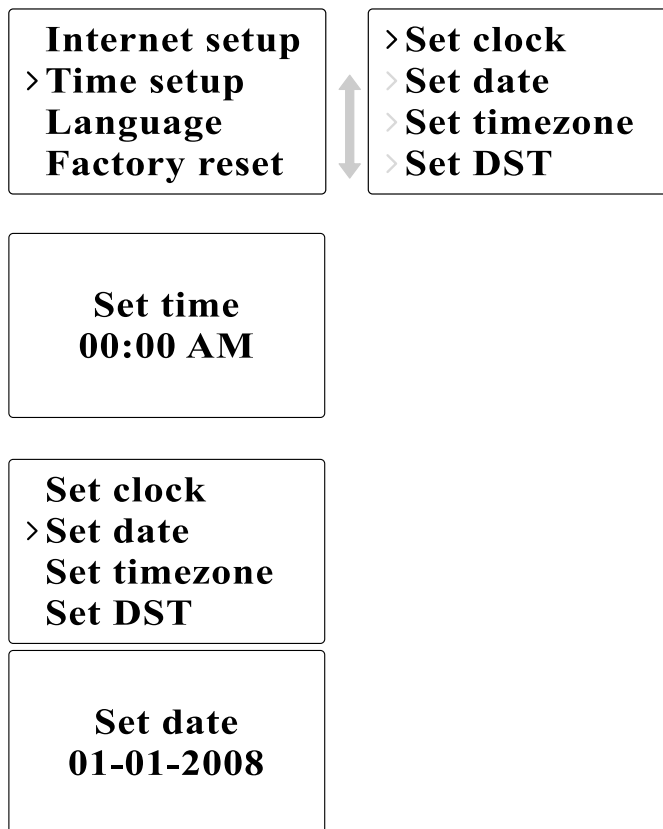 Internet setup
>Time setup
Language
Factory reset
>Set clock
>Set date
>Set timezone
>Set DST
Set time
00:00 AM
Set clock
>Set date
Set timezone
Set DST
Set date
01-01-2008